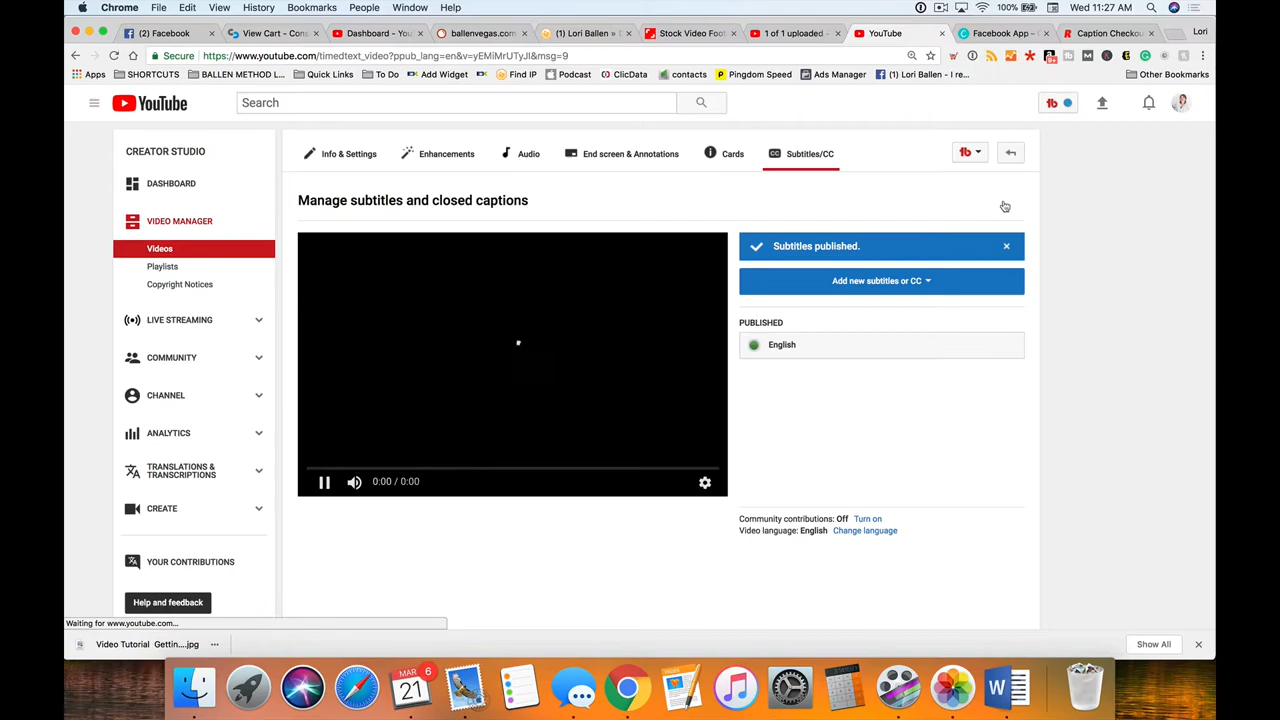 Chrome File Edit View History Bookmarks People Window Help
100% Wed 11:27 AM
(2) Facebook
View Cart - Cons
Dashboard - You
ballenvegas.com
(1) Lori Ballen »
Stock Video Foot
1 of 1 uploaded -
YouTube
Facebook App -
Caption Checkou
Lori
Secure https://www.youtube.com/timedtext_video?ppub_lang=en&v=yEMiMrUTyJI&msg=9
Apps SHORTCUTS BALLEN METHOD L... Quick Links To Do Add Widget Find IP Podcast ClicData contacts Pingdom Speed Ads Manager (1) Lori Ballen - I re... Other Bookmarks
YouTube
Search
tb
CREATOR STUDIO
DASHBOARD
VIDEO MANAGER
Videos
Playlists
Copyright Notices
LIVE STREAMING
COMMUNITY
CHANNEL
ANALYTICS
TRANSLATIONS &
TRANSCRIPTIONS
CREATE
YOUR CONTRIBUTIONS
Help and feedback
Info & Settings Enhancements Audio End screen & Annotations Cards CC Subtitles/CC tb
Manage subtitles and closed captions
0:00 / 0:00
Subtitles published.
Add new subtitles or CC
PUBLISHED
English
Community contributions: Off Turn on
Video language: English Change language
Waiting for www.youtube.com...
Video Tutorial Gettin....jpg
Show All
MAR
21
6
W